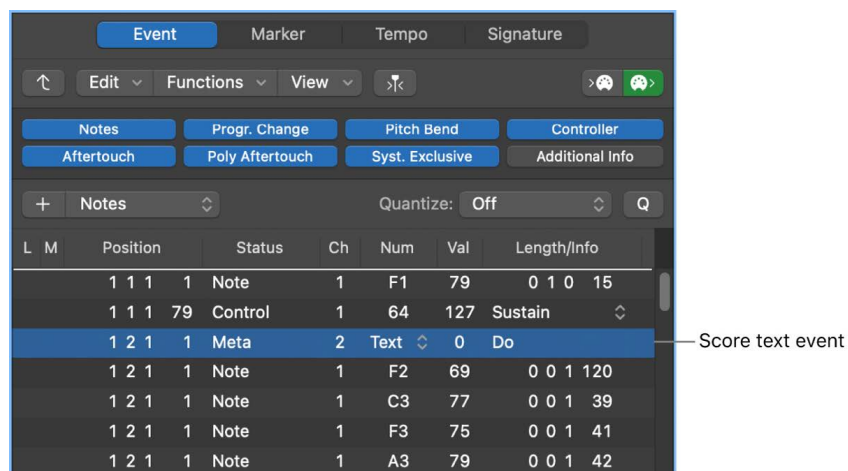 Event Marker Tempo Signature
Edit Functions View
Notes Progr. Change Pitch Bend Controller
Aftertouch Poly Aftertouch Syst. Exclusive Additional Info
+ Notes Quantize: Off Q
L M Position Status Ch Num Val Length/Info
1 1 1 1 Note 1 F1 79 0 1 0 15
1 1 1 79 Control 1 64 127 Sustain
1 2 1 1 Meta 2 Text 0 Do Score text event
1 2 1 1 Note 1 F2 69 0 0 1 120
1 2 1 1 Note 1 C3 77 0 0 1 39
1 2 1 1 Note 1 F3 75 0 0 1 41
1 2 1 1 Note 1 A3 79 0 0 1 42